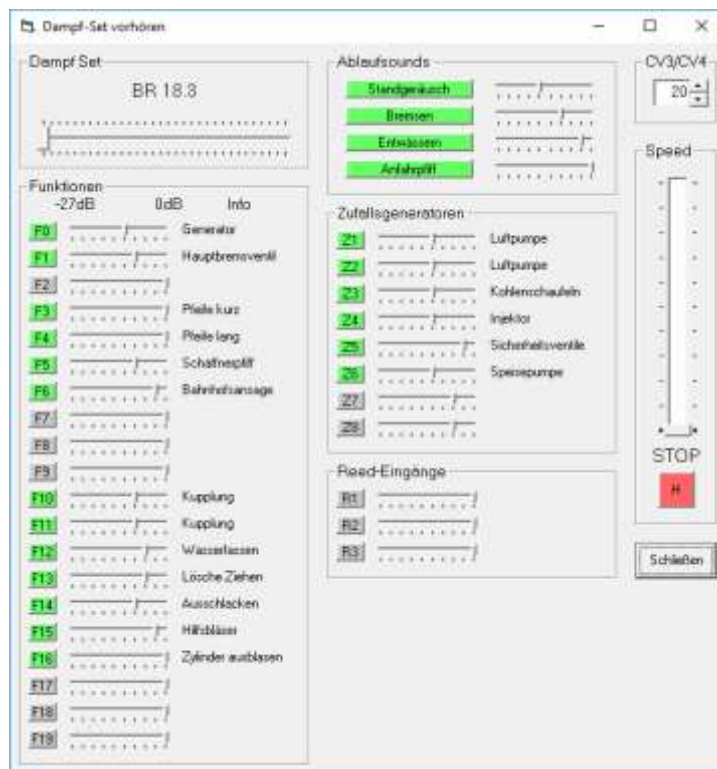 Dampf-Set vorhören
Dampf Set
BR 18.3
Funktionen
-27dB 0dB Info
F0 Generator
F1 Hauptbremsventil
F2
F3 Pfeife kurz
F4 Pfeife lang
F5 Schaffnerpfiff
F6 Bahnhofsansage
F7
F8
F9
F10 Kupplung
F11 Kupplung
F12 Wasserfassen
F13 Lösche Ziehen
F14 Ausschlacken
F15 Hilfsbläser
F16 Zylinder ausblasen
F17
F18
F19
Ablaufsounds
Standgeräusch
Bremsen
Entwässern
Anfahrpfiff
Zufallsgeneratoren
Z1 Luftpumpe
Z2 Luftpumpe
Z3 Kohlenschaufeln
Z4 Injektor
Z5 Sicherheitsventile
Z6 Speisepumpe
Z7
Z8
Reed-Eingänge
R1
R2
R3
CV3/CV4
20
Speed
STOP
H
Schließen